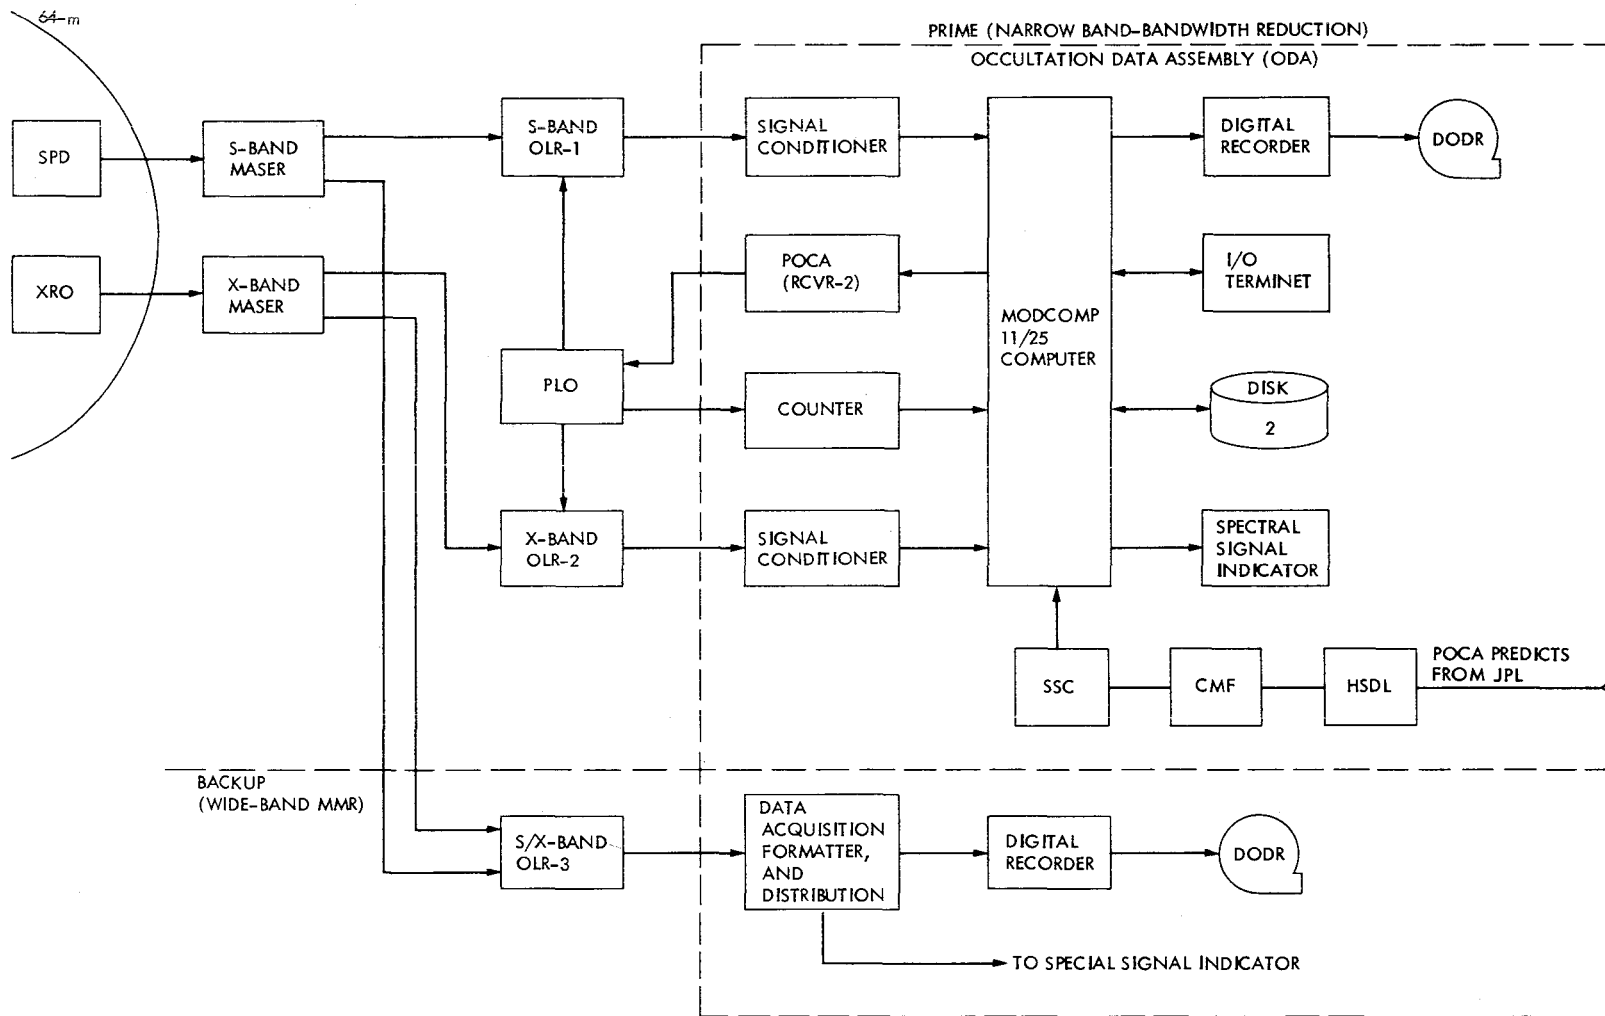 64-m
PRIME (NARROW BAND-BANDWIDTH REDUCTION)
OCCULTATION DATA ASSEMBLY (ODA)
SPD
S-BAND
MASER
S-BAND
OLR-1
SIGNAL
CONDITIONER
DIGITAL
RECORDER
DODR
XRO
X-BAND
MASER
POCA
(RCVR-2)
MODCOMP
11/25
COMPUTER
I/O
TERMINET
PLO
COUNTER
DISK
2
X-BAND
OLR-2
SIGNAL
CONDITIONER
SPECTRAL
SIGNAL
INDICATOR
SSC
CMF
HSDL
POCA PREDICTS
FROM JPL
BACKUP
(WIDE-BAND MMR)
S/X-BAND
OLR-3
DATA
ACQUISITION
FORMATTER,
AND
DISTRIBUTION
DIGITAL
RECORDER
DODR
TO SPECIAL SIGNAL INDICATOR